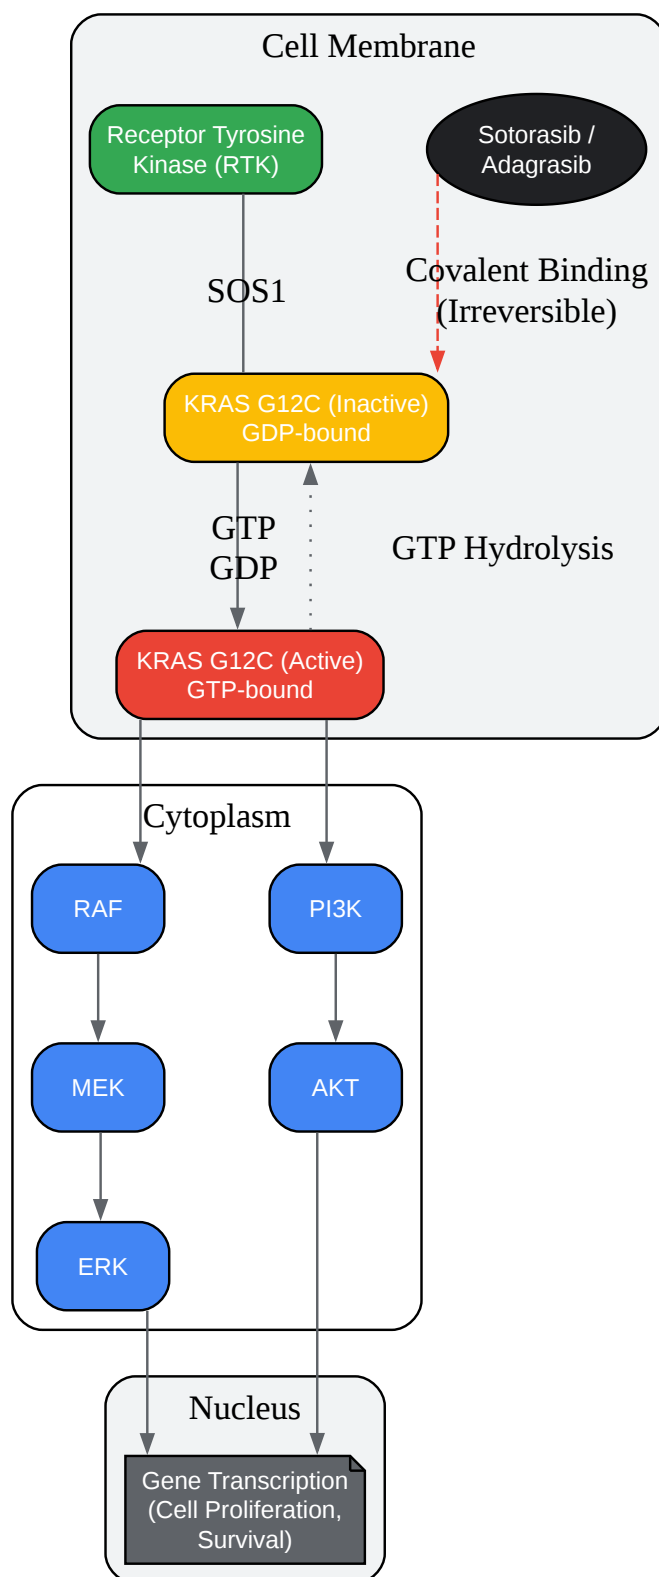 Cell Membrane
Receptor Tyrosine
Kinase (RTK)
Sotorasib /
Adagrasib
SOS1
Covalent Binding
(Irreversible)
KRAS G12C (Inactive)
GDP-bound
GTP
GDP
GTP Hydrolysis
KRAS G12C (Active)
GTP-bound
Cytoplasm
RAF
PI3K
MEK
AKT
ERK
Nucleus
Gene Transcription
(Cell Proliferation,
Survival)